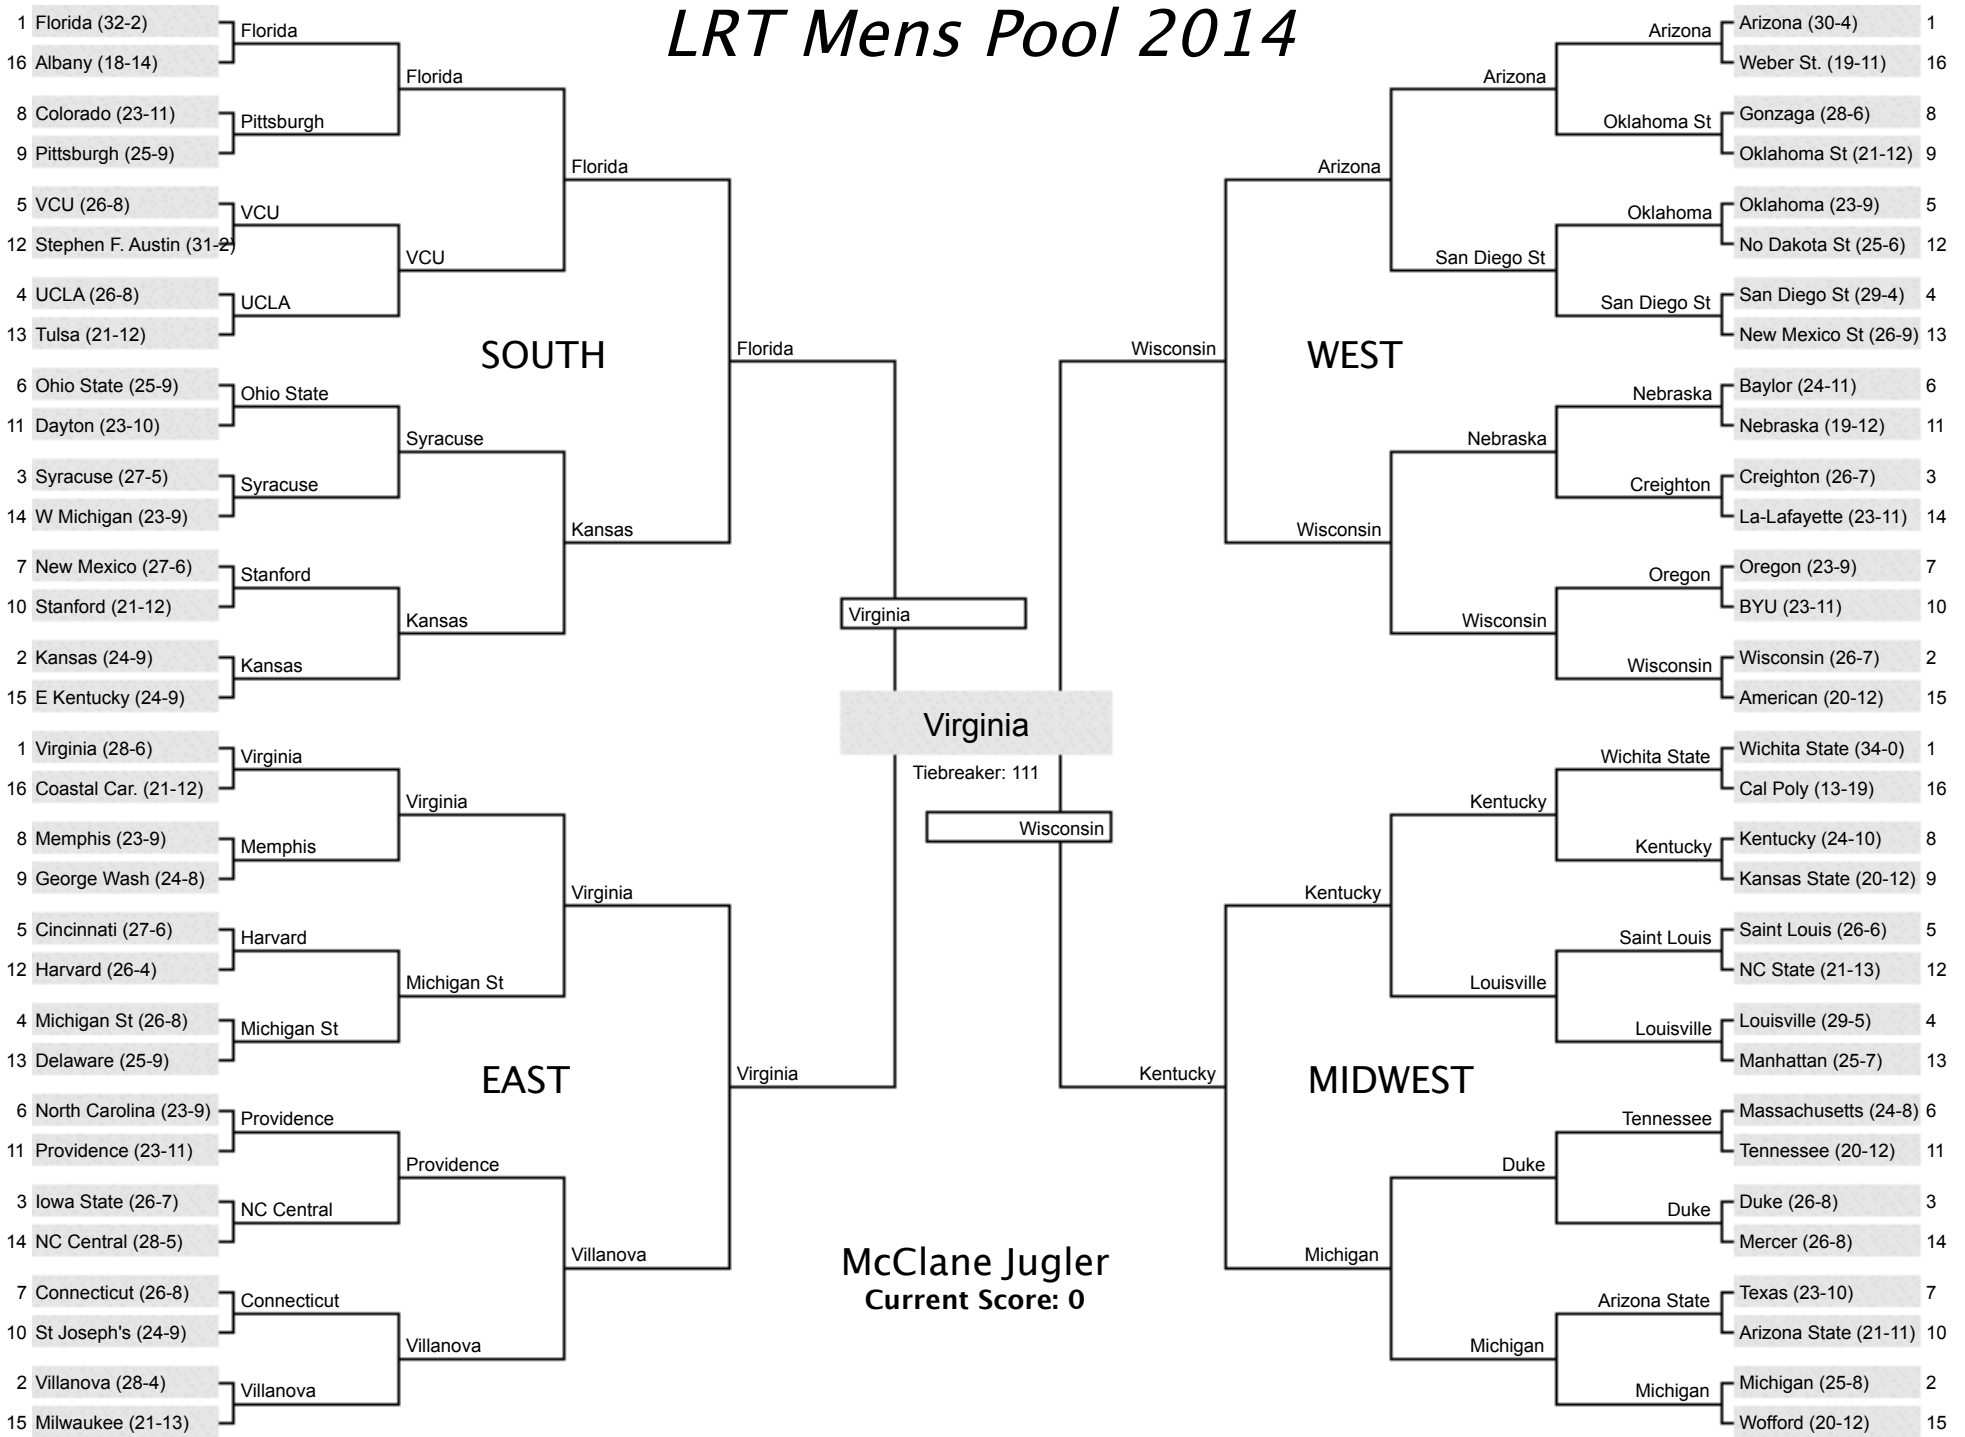 LRT Mens Pool 2014
1 Florida (32-2)
Florida
16 Albany (18-14)
Florida
8 Colorado (23-11)
Pittsburgh
9 Pittsburgh (25-9)
Florida
5 VCU (26-8)
VCU
12 Stephen F. Austin (31-2)
VCU
4 UCLA (26-8)
UCLA
13 Tulsa (21-12)
SOUTH
Florida
6 Ohio State (25-9)
Ohio State
11 Dayton (23-10)
Syracuse
3 Syracuse (27-5)
Syracuse
14 W Michigan (23-9)
Kansas
7 New Mexico (27-6)
Stanford
10 Stanford (21-12)
Kansas
2 Kansas (24-9)
Kansas
15 E Kentucky (24-9)
1 Virginia (28-6)
Virginia
16 Coastal Car. (21-12)
Virginia
8 Memphis (23-9)
Memphis
9 George Wash (24-8)
Virginia
5 Cincinnati (27-6)
Harvard
12 Harvard (26-4)
Michigan St
4 Michigan St (26-8)
Michigan St
13 Delaware (25-9)
EAST
Virginia
6 North Carolina (23-9)
Providence
11 Providence (23-11)
Providence
3 Iowa State (26-7)
NC Central
14 NC Central (28-5)
Villanova
7 Connecticut (26-8)
Connecticut
10 St Joseph's (24-9)
Villanova
2 Villanova (28-4)
Villanova
15 Milwaukee (21-13)
Virginia
Virginia
Tiebreaker: 111
Wisconsin
McClane Jugler
Current Score: 0
Arizona (30-4) 1
Arizona
Weber St. (19-11) 16
Arizona
Gonzaga (28-6) 8
Oklahoma St
Oklahoma St (21-12) 9
Arizona
Oklahoma (23-9) 5
Oklahoma
No Dakota St (25-6) 12
San Diego St
San Diego St (29-4) 4
San Diego St
New Mexico St (26-9) 13
Wisconsin
WEST
Baylor (24-11) 6
Nebraska
Nebraska (19-12) 11
Nebraska
Creighton (26-7) 3
Creighton
La-Lafayette (23-11) 14
Wisconsin
Oregon (23-9) 7
Oregon
BYU (23-11) 10
Wisconsin
Wisconsin (26-7) 2
Wisconsin
American (20-12) 15
Wichita State (34-0) 1
Wichita State
Cal Poly (13-19) 16
Kentucky
Kentucky (24-10) 8
Kentucky
Kansas State (20-12) 9
Kentucky
Saint Louis (26-6) 5
Saint Louis
NC State (21-13) 12
Louisville
Louisville (29-5) 4
Louisville
Manhattan (25-7) 13
Kentucky
MIDWEST
Massachusetts (24-8) 6
Tennessee
Tennessee (20-12) 11
Duke
Duke (26-8) 3
Duke
Mercer (26-8) 14
Michigan
Texas (23-10) 7
Arizona State
Arizona State (21-11) 10
Michigan
Michigan (25-8) 2
Michigan
Wofford (20-12) 15